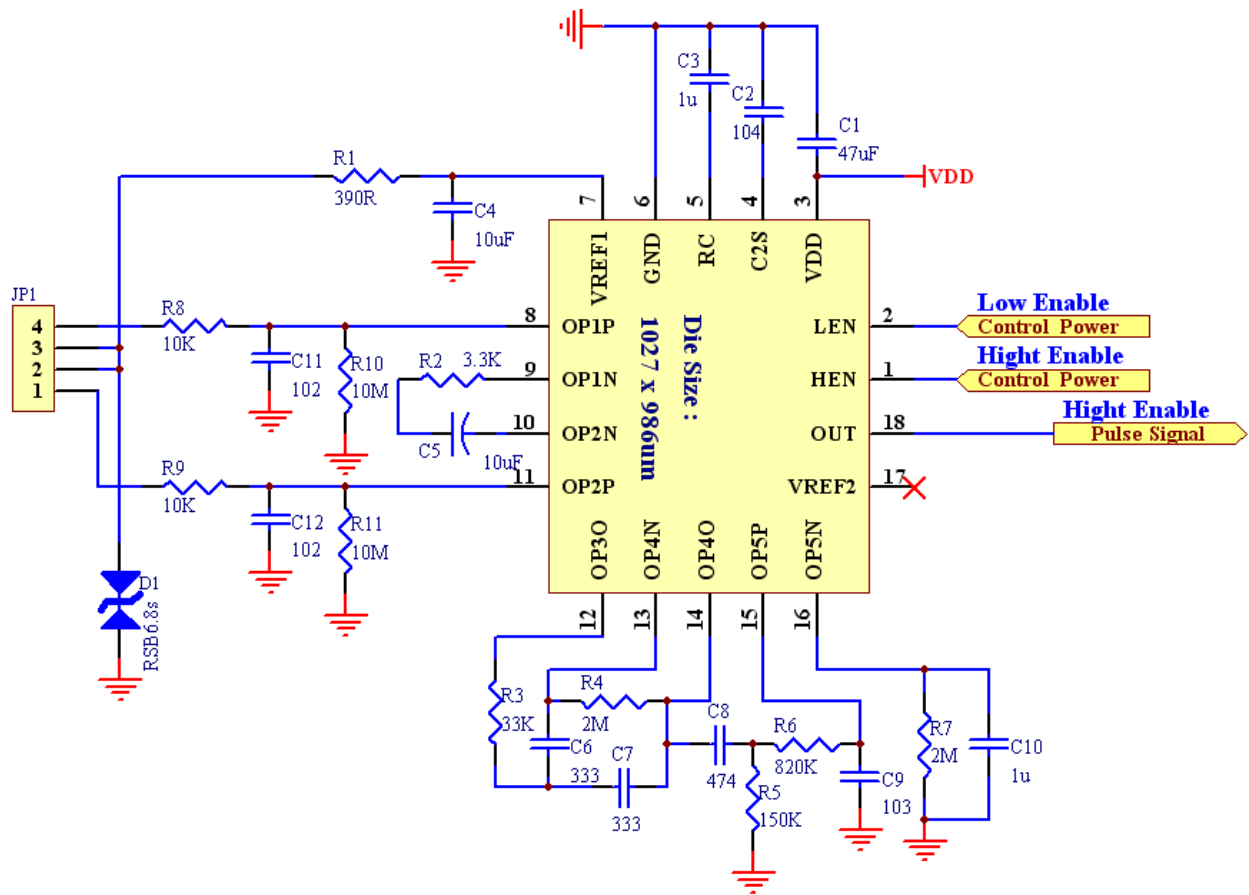 C3
1u
C2
104
C1
47uF
VDD
R1
390R
C4
10uF
7
6
5
4
3
VREF1
GND
RC
C2S
VDD
JP1
4
3
2
1
R8
10K
C11
102
R10
10M
R2
3.3K
C5
10uF
R9
10K
C12
102
R11
10M
D1
RSB6.8s
8
OP1P
9
OP1N
10
OP2N
11
OP2P
Die Size :
1027 x 986um
LEN
2
HEN
1
OUT
18
VREF2
17
Low Enable
Control Power
Hight Enable
Control Power
Hight Enable
Pulse Signal
OP3O
OP4N
OP4O
OP5P
OP5N
12
13
14
15
16
R3
33K
R4
2M
C6
333
C7
333
C8
474
R6
820K
R5
150K
C9
103
R7
2M
C10
1u